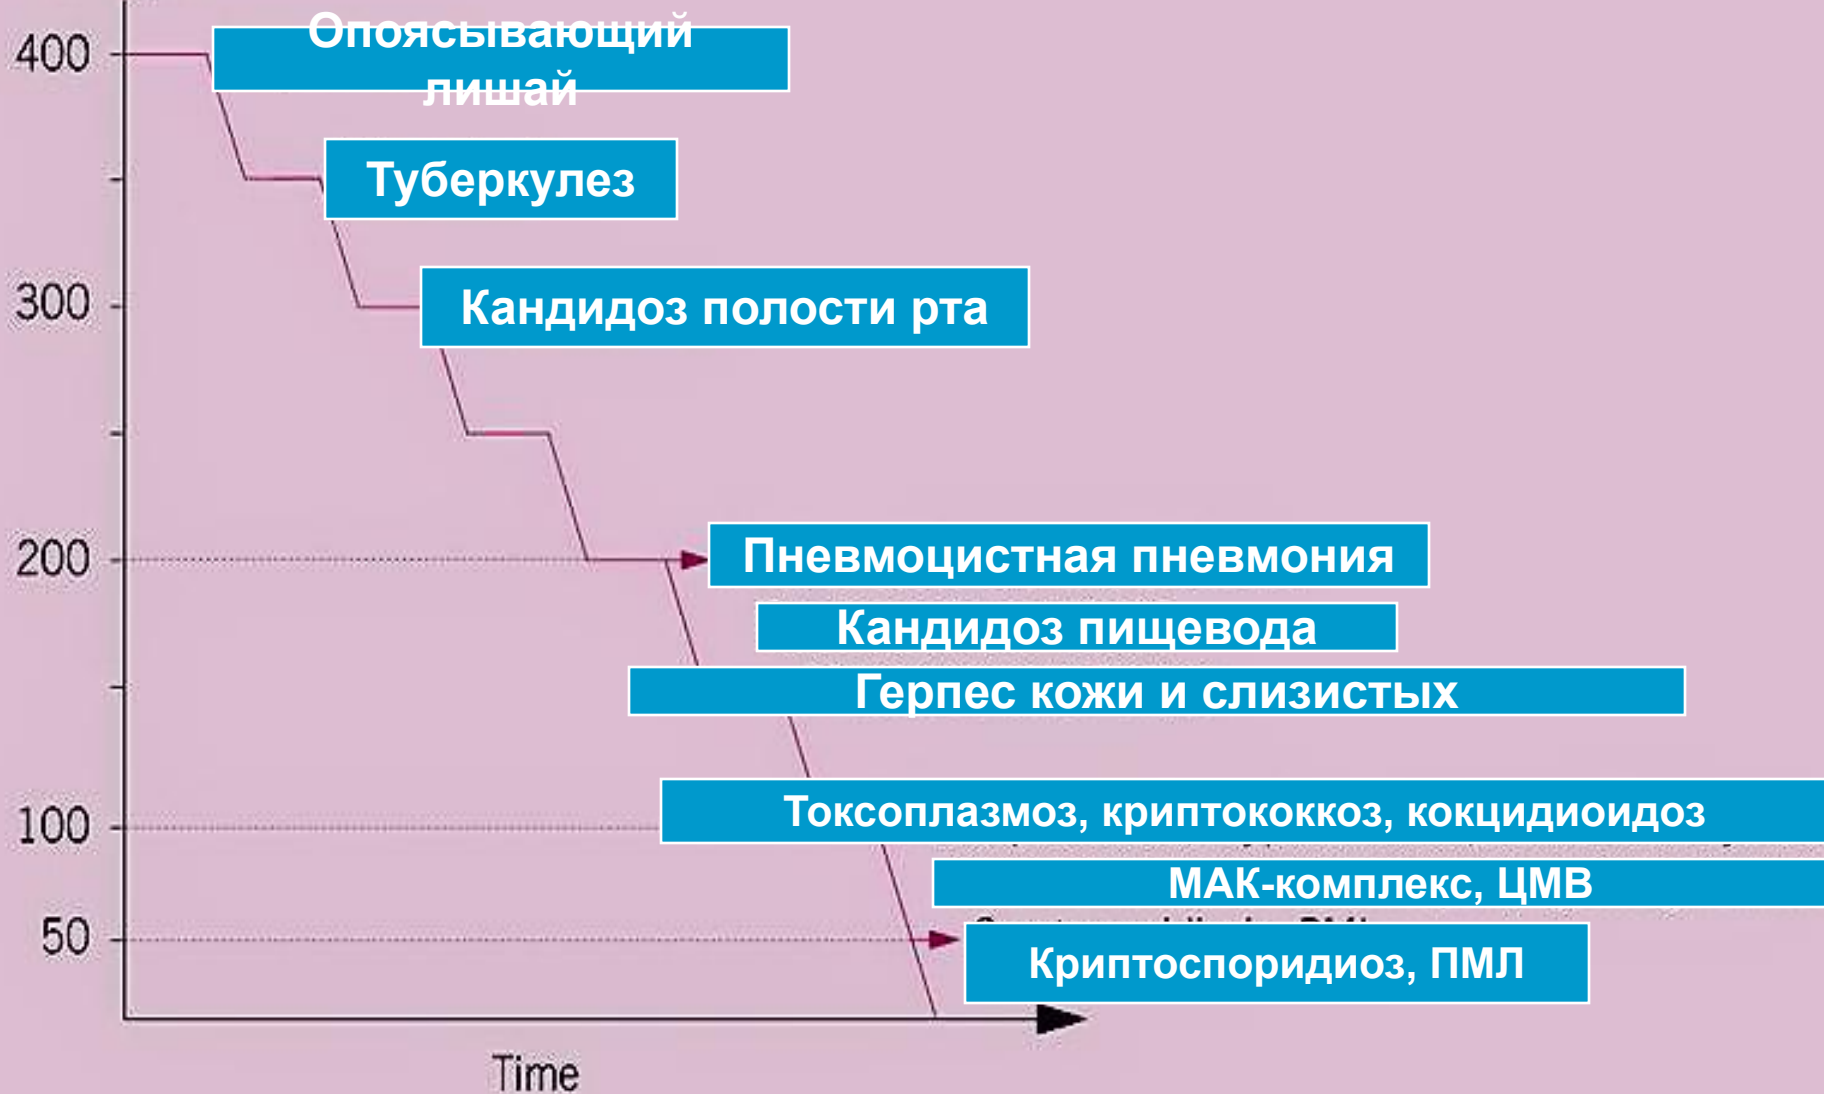 400
Опоясывающий
лишай
Туберкулез
300
Кандидоз полости рта
200
Пневмоцистная пневмония
Кандидоз пищевода
Герпес кожи и слизистых
100
Токсоплазмоз, криптококкоз, кокцидиоидоз
МАК-комплекс, ЦМВ
50
Криптоспоридиоз, ПМЛ
Time